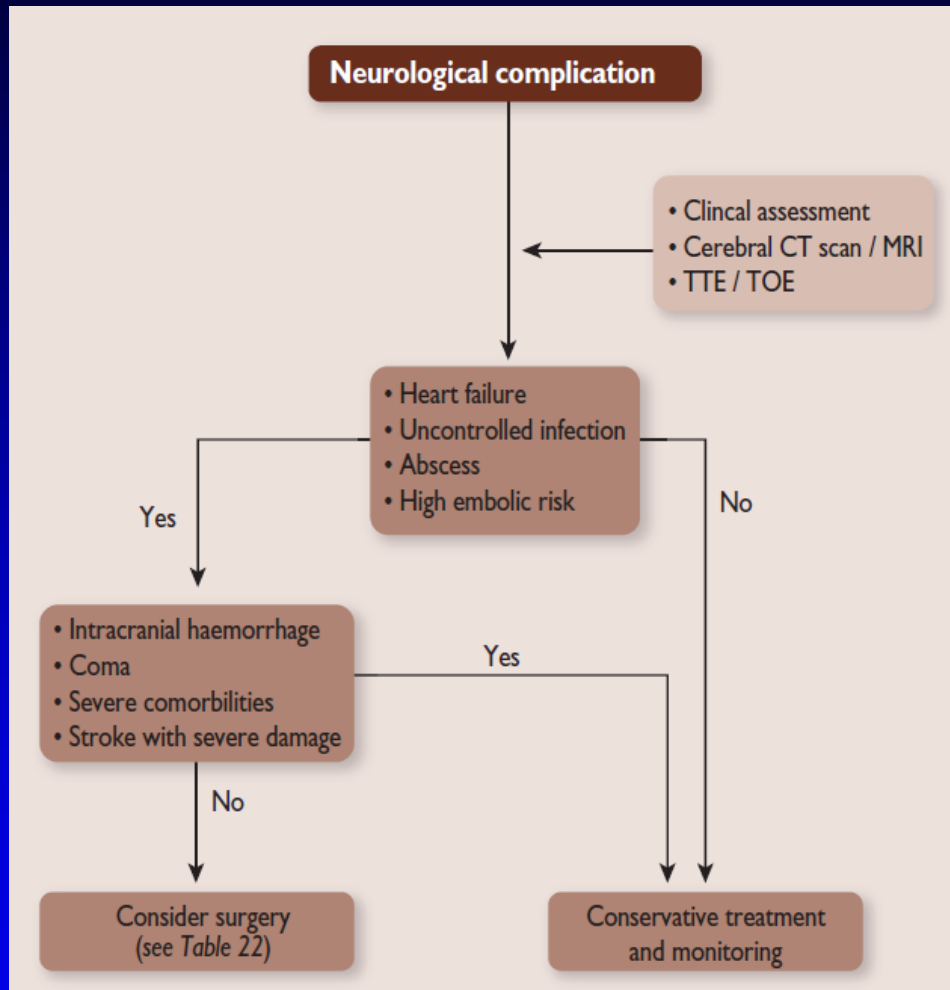 Neurological complication
• Clincal assessment
• Cerebral CT scan / MRI
• TTE / TOE
• Heart failure
• Uncontrolled infection
• Abscess
• High embolic risk
Yes
No
• Intracranial haemorrhage
• Coma
• Severe comorbilities
• Stroke with severe damage
Yes
No
Consider surgery
(see Table 22)
Conservative treatment
and monitoring